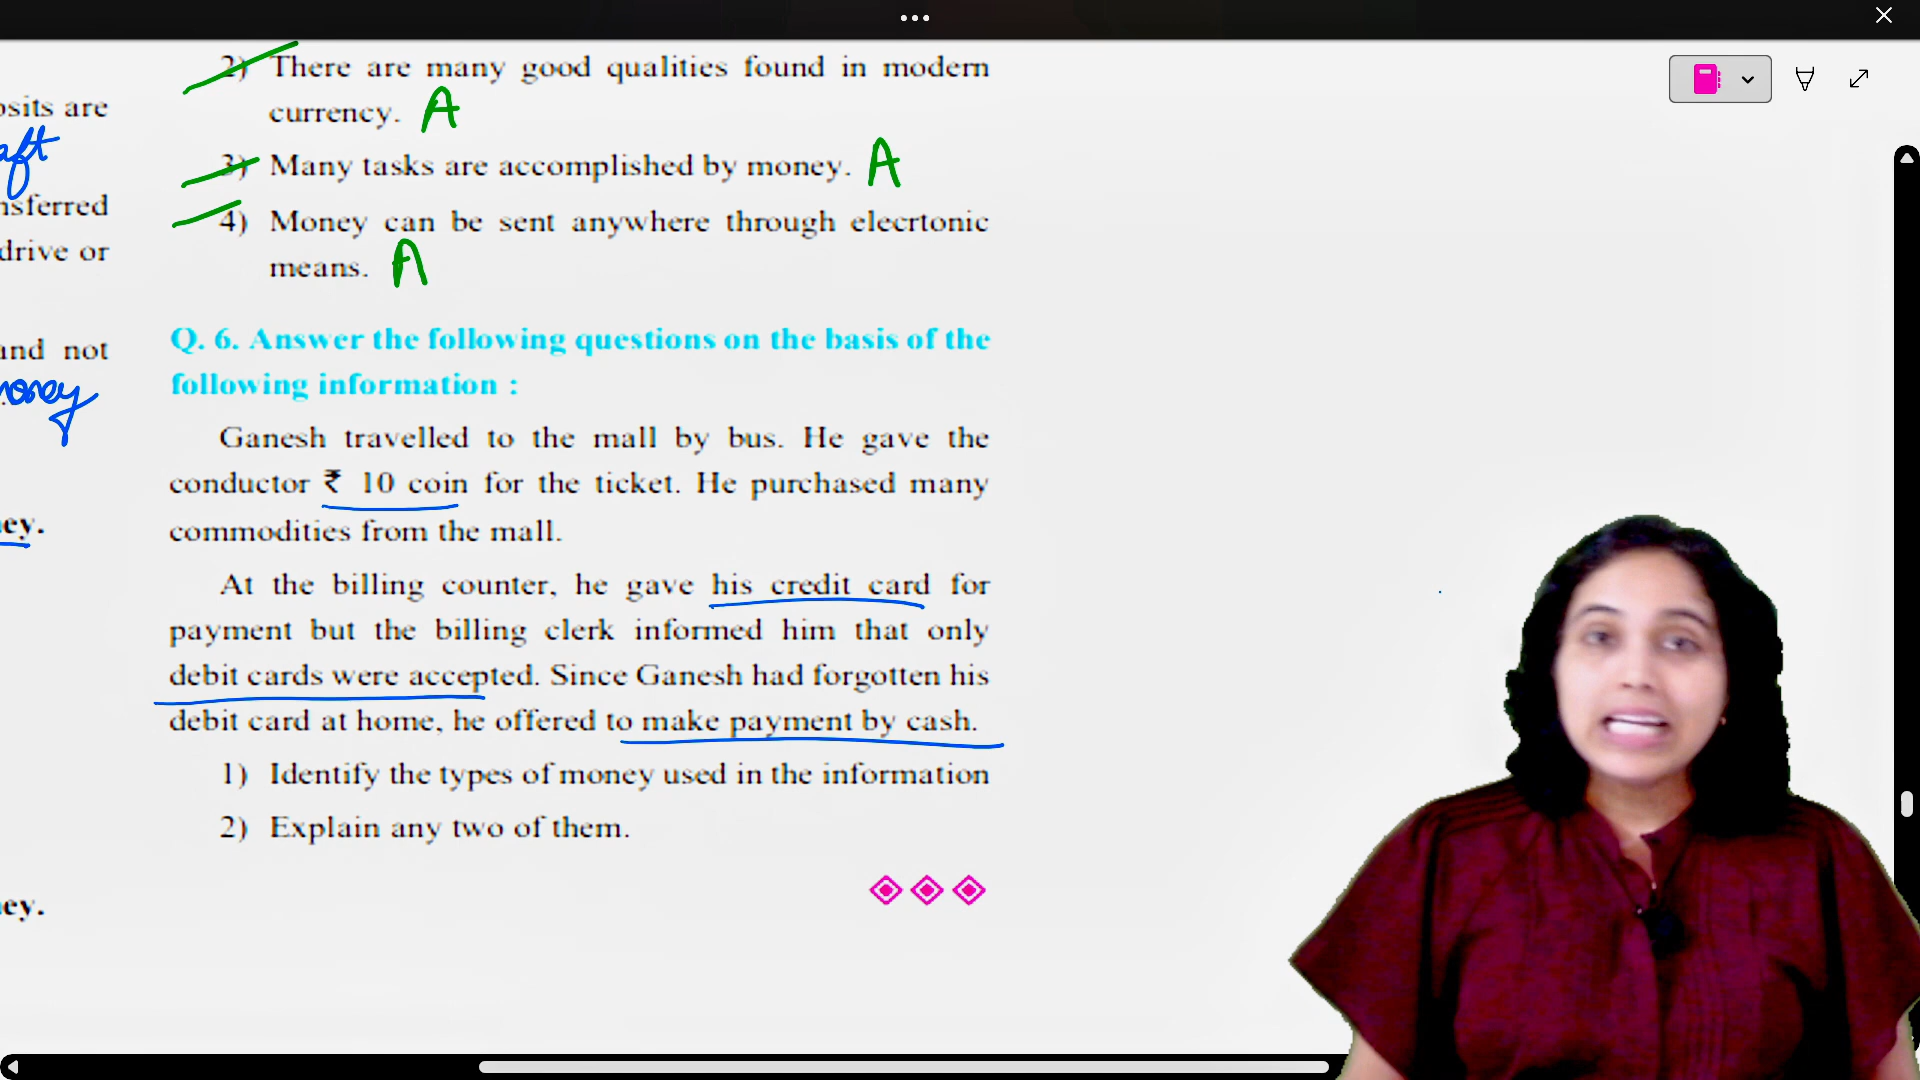 osits are
aft
nsferred
drive or
and not
money
ey.
ey.
2) There are many good qualities found in modern
currency. A
3) Many tasks are accomplished by money. A
4) Money can be sent anywhere through elecrtonic
means. A
Q. 6. Answer the following questions on the basis of the
following information :
Ganesh travelled to the mall by bus. He gave the
conductor ₹ 10 coin for the ticket. He purchased many
commodities from the mall.
At the billing counter, he gave his credit card for
payment but the billing clerk informed him that only
debit cards were accepted. Since Ganesh had forgotten his
debit card at home, he offered to make payment by cash.
1) Identify the types of money used in the information
2) Explain any two of them.